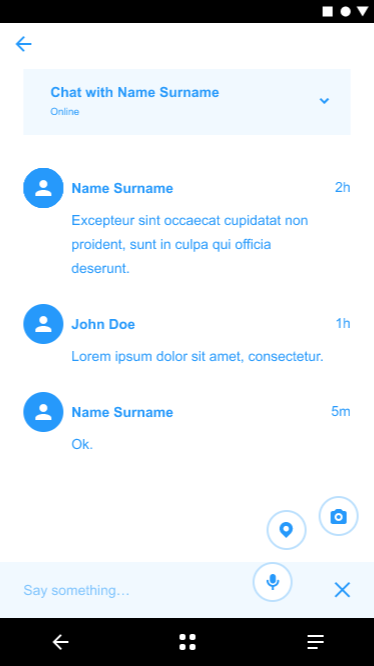 Chat with Name Surname
Online
Name Surname 2h
Excepteur sint occaecat cupidatat non
proident, sunt in culpa qui officia
deserunt.
John Doe 1h
Lorem ipsum dolor sit amet, consectetur.
Name Surname 5m
Ok.
Say something…